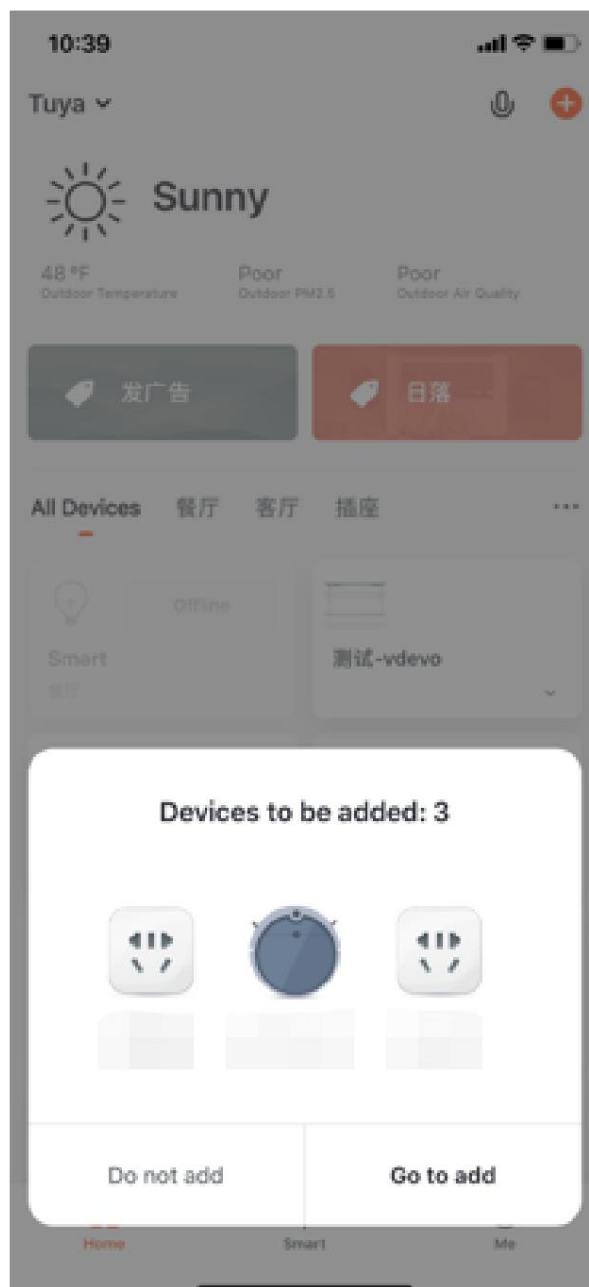 10:39
Tuya
Sunny
48 °F Poor Poor
Outdoor Temperature Outdoor PM2.5 Outdoor Air Quality
发广告 日落
All Devices 餐厅 客厅 插座
Offline
Smart 测试-vdevo
餐厅
Devices to be added: 3
Do not add Go to add
Home Smart Me